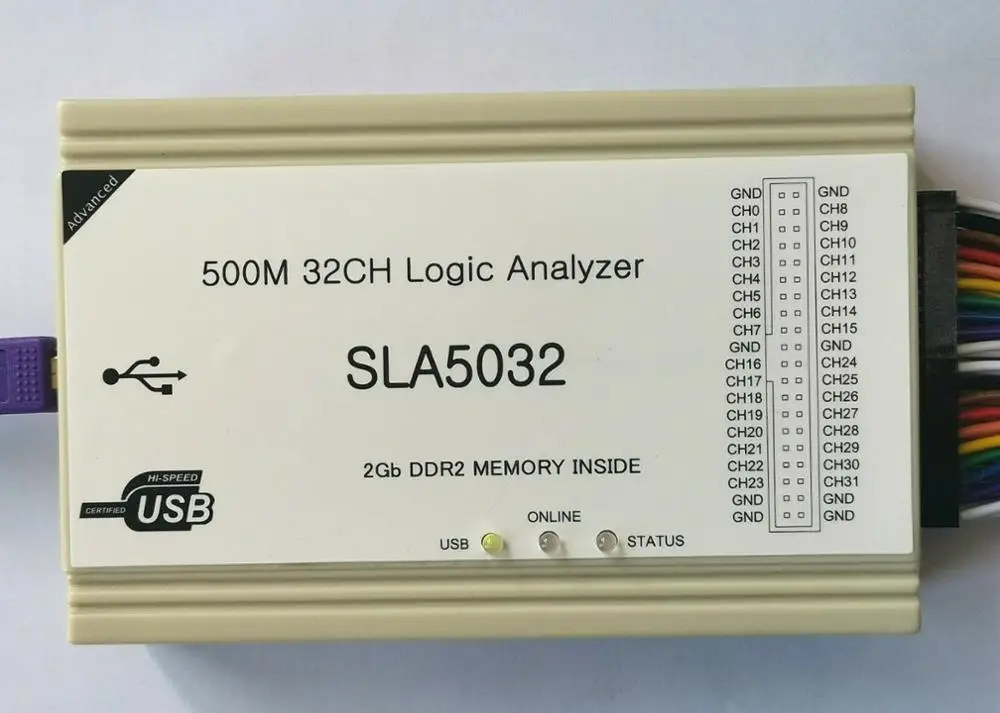 Advanced
500M 32CH Logic Analyzer
SLA5032
2Gb DDR2 MEMORY INSIDE
HI-SPEED
CERTIFIED USB
ONLINE
USB STATUS
GND GND
CH0 CH8
CH1 CH9
CH2 CH10
CH3 CH11
CH4 CH12
CH5 CH13
CH6 CH14
CH7 CH15
GND GND
CH16 CH24
CH17 CH25
CH18 CH26
CH19 CH27
CH20 CH28
CH21 CH29
CH22 CH30
CH23 CH31
GND GND
GND GND